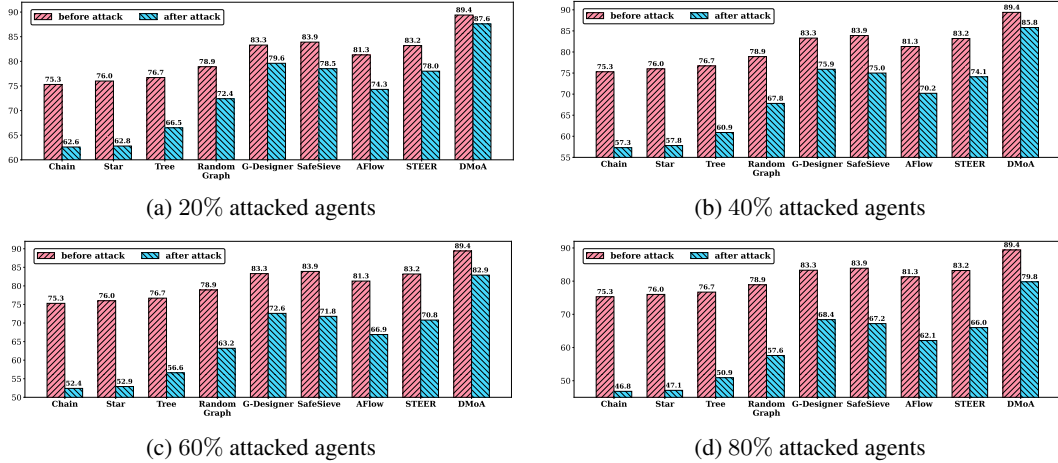 before attack after attack
90
85
80
75
70
65
60
75.3 62.6 76.0 62.8 76.7 66.5 78.9 72.4 83.3 79.6 83.9 78.5 81.3 74.3 83.2 78.0 89.4 87.6
Chain Star Tree Random Graph G-Designer SafeSieve AFlow STEER DMoA
(a) 20% attacked agents
before attack after attack
90
85
80
75
70
65
60
55
75.3 57.3 76.0 57.8 76.7 60.9 78.9 67.8 83.3 75.9 83.9 75.0 81.3 70.2 83.2 74.1 89.4 85.8
Chain Star Tree Random Graph G-Designer SafeSieve AFlow STEER DMoA
(b) 40% attacked agents
before attack after attack
90
85
80
75
70
65
60
55
50
75.3 52.4 76.0 52.9 76.7 56.6 78.9 63.2 83.3 72.6 83.9 71.8 81.3 66.9 83.2 70.8 89.4 82.9
Chain Star Tree Random Graph G-Designer SafeSieve AFlow STEER DMoA
(c) 60% attacked agents
before attack after attack
90
80
70
60
50
75.3 46.8 76.0 47.1 76.7 50.9 78.9 57.6 83.3 68.4 83.9 67.2 81.3 62.1 83.2 66.0 89.4 79.8
Chain Star Tree Random Graph G-Designer SafeSieve AFlow STEER DMoA
(d) 80% attacked agents